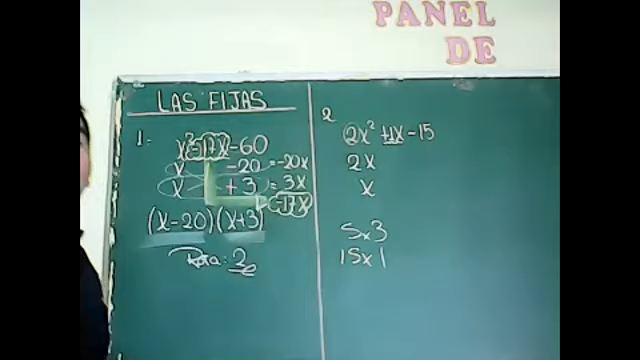 PANEL
DE
LAS FIJAS
1.
x² -17x -60
x -20 = -20x
x +3 = 3x
-17x
(x-20)(x+3)
Rpta: 2
2
2x² +1x -15
2x
x
5x3
15x1